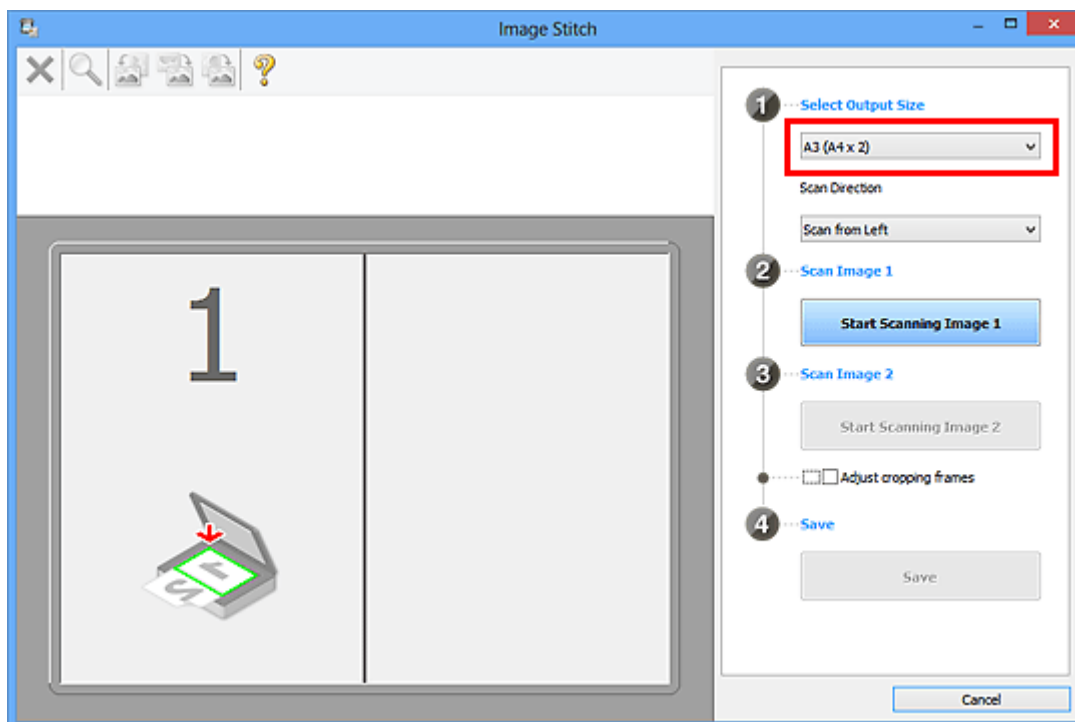 Image Stitch
1 Select Output Size
A3 (A4 x 2)
Scan Direction
Scan from Left
2 Scan Image 1
Start Scanning Image 1
3 Scan Image 2
Start Scanning Image 2
Adjust cropping frames
4 Save
Save
Cancel
1
1
2